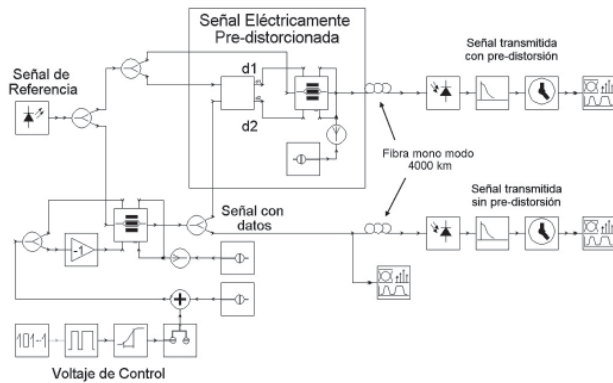 Señal Eléctricamente
Pre-distorcionada
Señal de
Referencia
d1
d2
Señal transmitida
con pre-distorsión
Fibra mono modo
4000 km
Señal transmitida
sin pre-distorsión
Señal con
datos
-1
101-1
Voltaje de Control